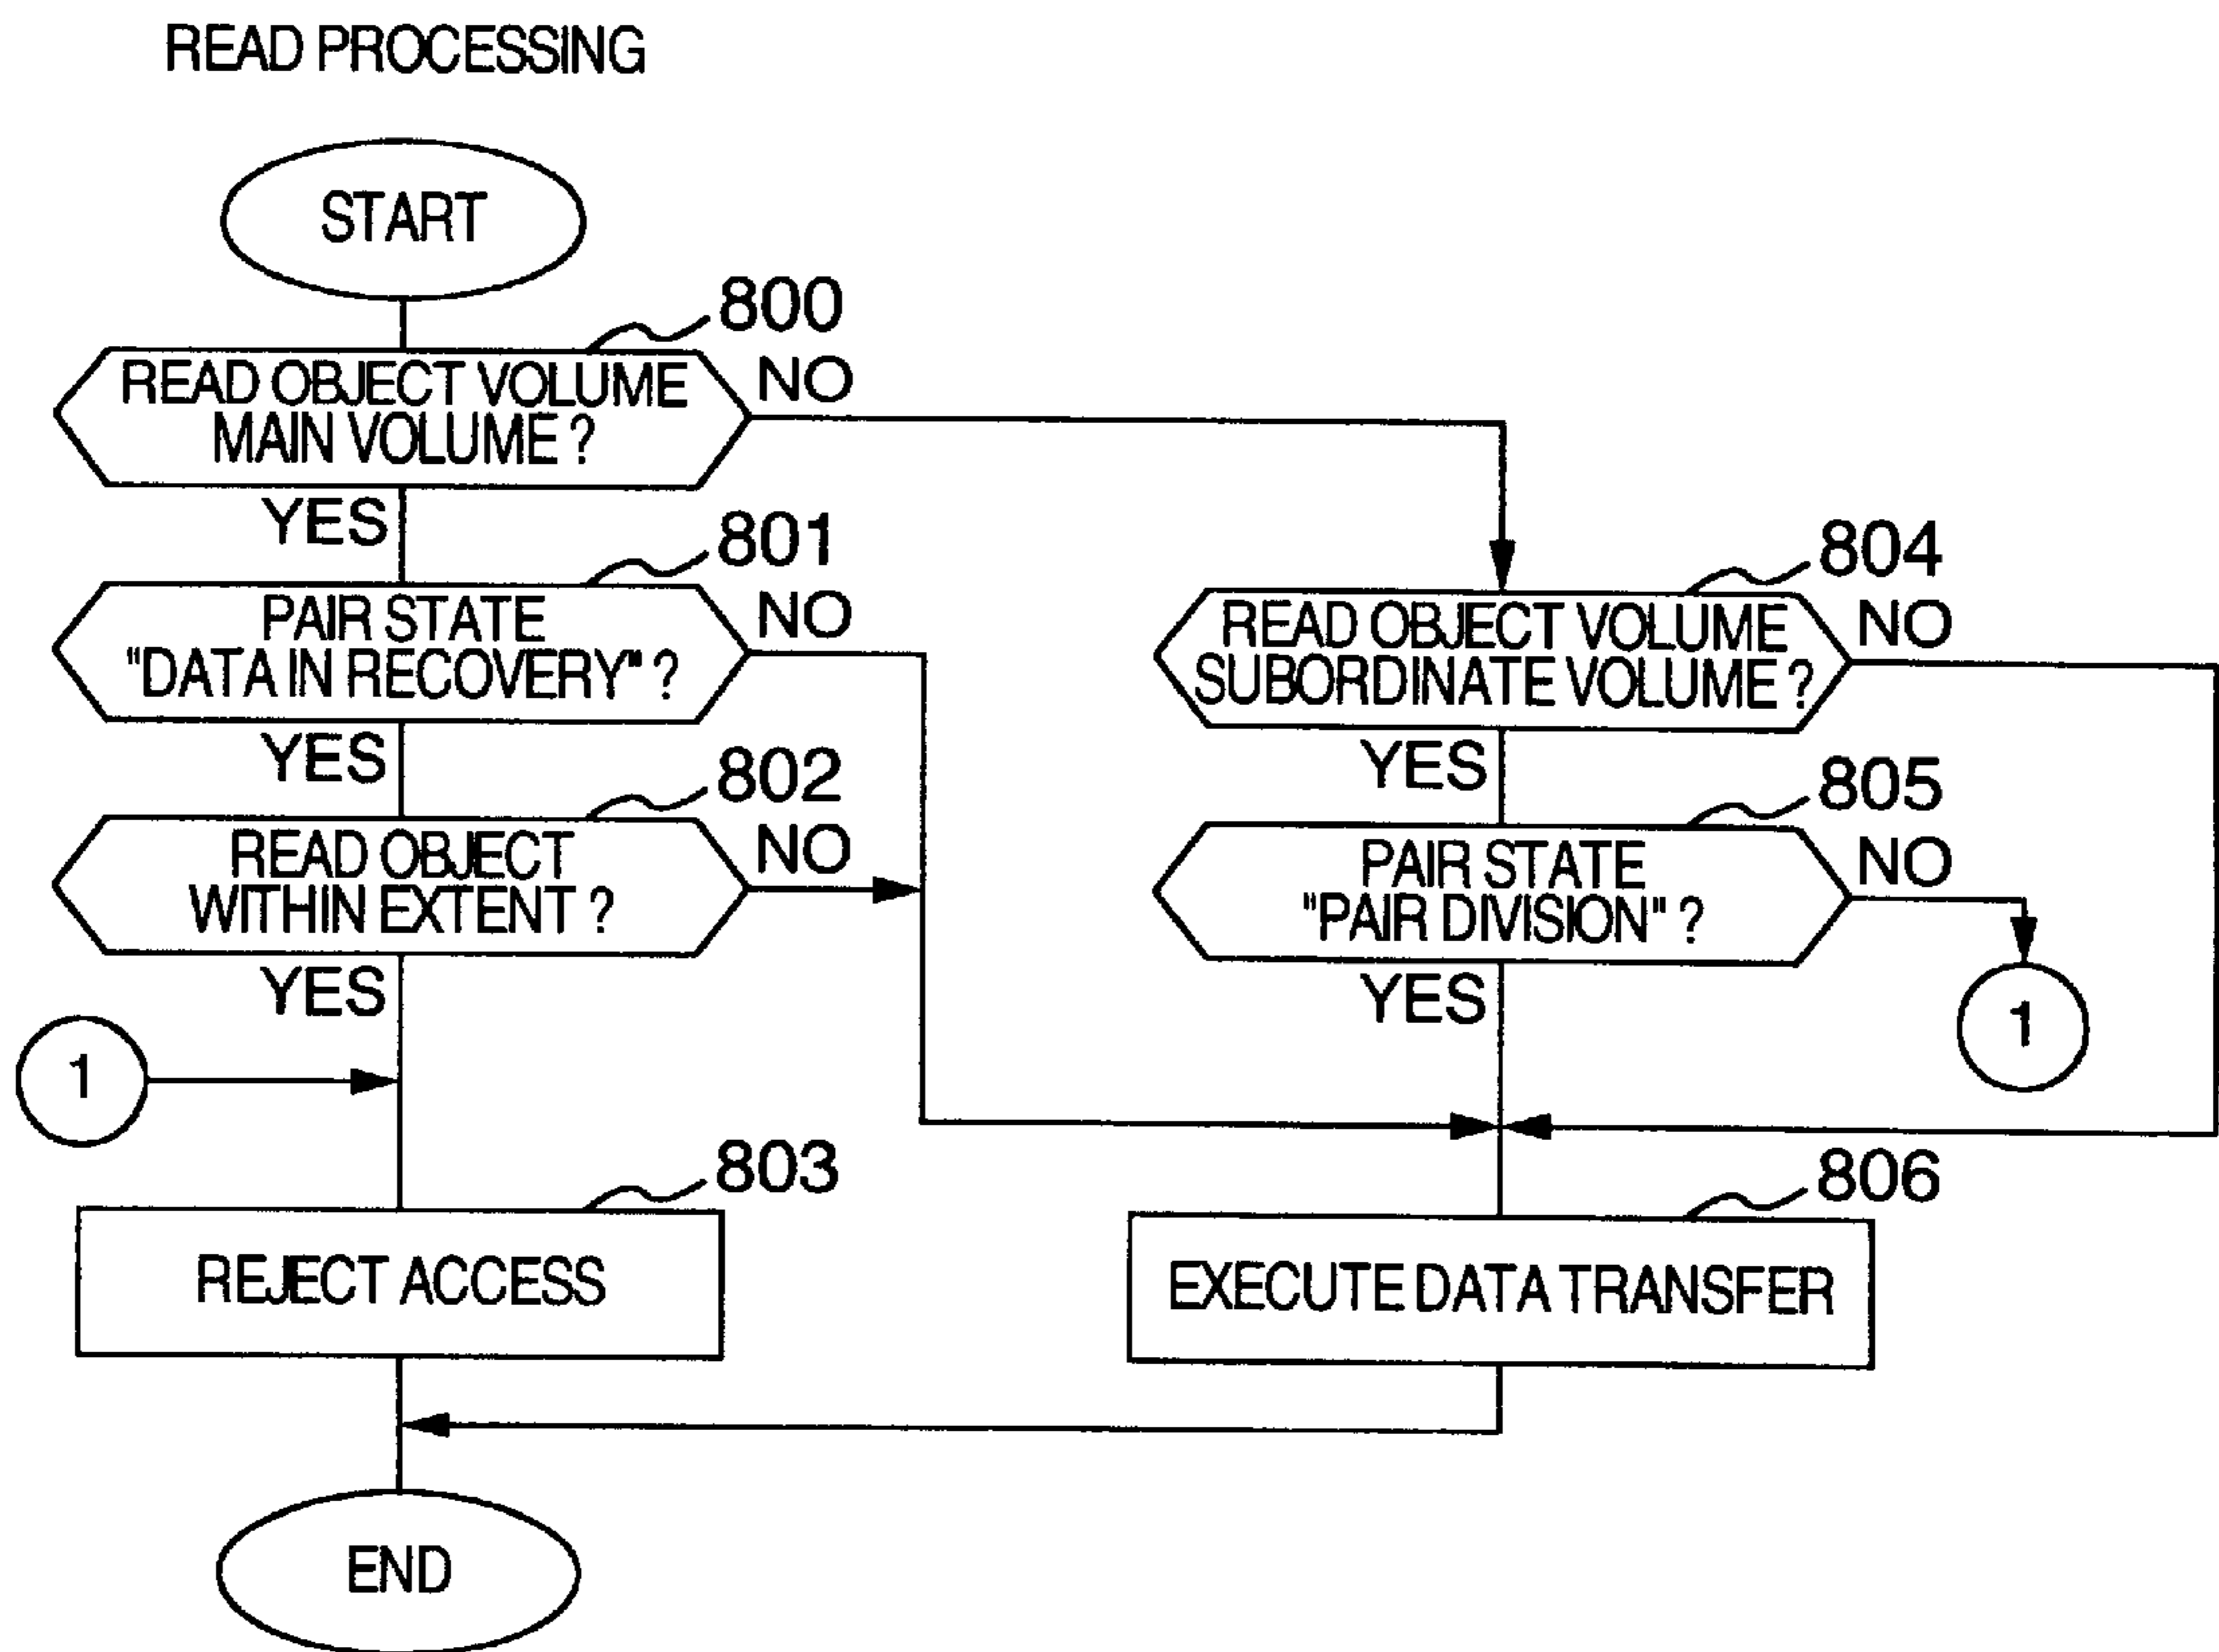 READ PROCESSING
START
800
READ OBJECT VOLUME
MAIN VOLUME ?
NO
YES
801
PAIR STATE
"DATA IN RECOVERY" ?
NO
YES
802
READ OBJECT
WITHIN EXTENT ?
NO
YES
1
803
REJECT ACCESS
804
READ OBJECT VOLUME
SUBORDINATE VOLUME ?
NO
YES
805
PAIR STATE
"PAIR DIVISION" ?
NO
YES
1
806
EXECUTE DATA TRANSFER
END